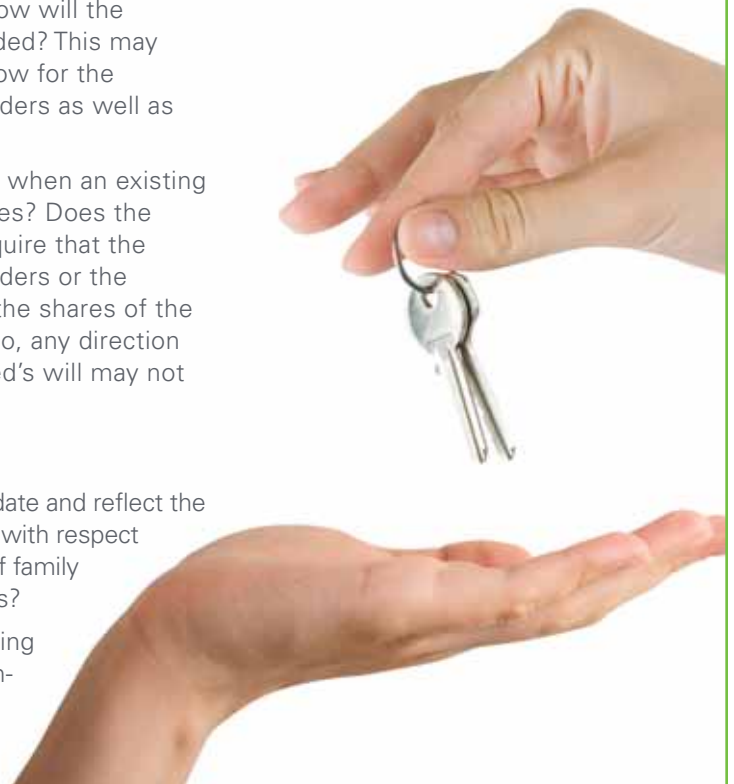 ow will the
ded? This may
ow for the
ders as well as
when an existing
es? Does the
quire that the
ders or the
the shares of the
o, any direction
ed’s will may not
date and reflect the
with respect
f family
s?
ing
n-